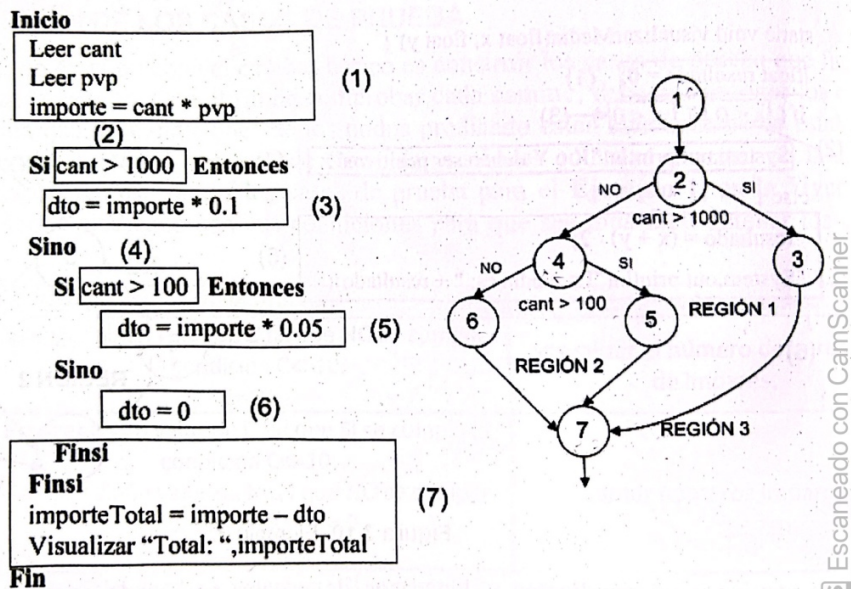 Inicio
Leer cant
Leer pvp
importe = cant * pvp
(1)
(2)
Si cant > 1000 Entonces
dto = importe * 0.1
(3)
Sino
(4)
Si cant > 100 Entonces
dto = importe * 0.05
(5)
Sino
dto = 0
(6)
Finsi
Finsi
importeTotal = importe – dto
Visualizar “Total: “,importeTotal
(7)
Fin
1
NO
2
SI
cant > 1000
4
3
NO
SI
cant > 100
6
5
REGIÓN 1
REGIÓN 2
7
REGIÓN 3
Escaneado con CamScanner